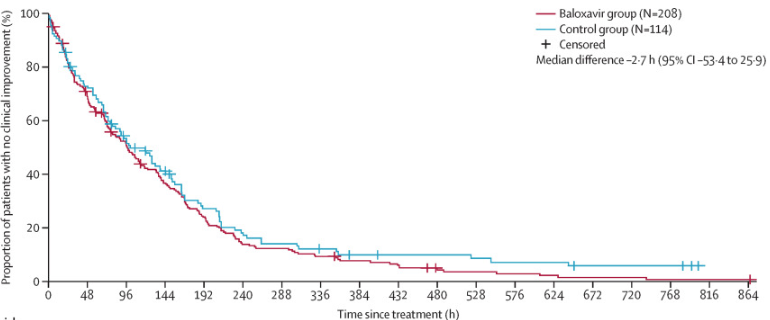 Baloxavir group (N=208)
Control group (N=114)
Censored
Median difference –2·7 h (95% CI –53·4 to 25·9)
Proportion of patients with no clinical improvement (%)
100
80
60
40
20
0
0 48 96 144 192 240 288 336 384 432 480 528 576 624 672 720 768 816 864
Time since treatment (h)